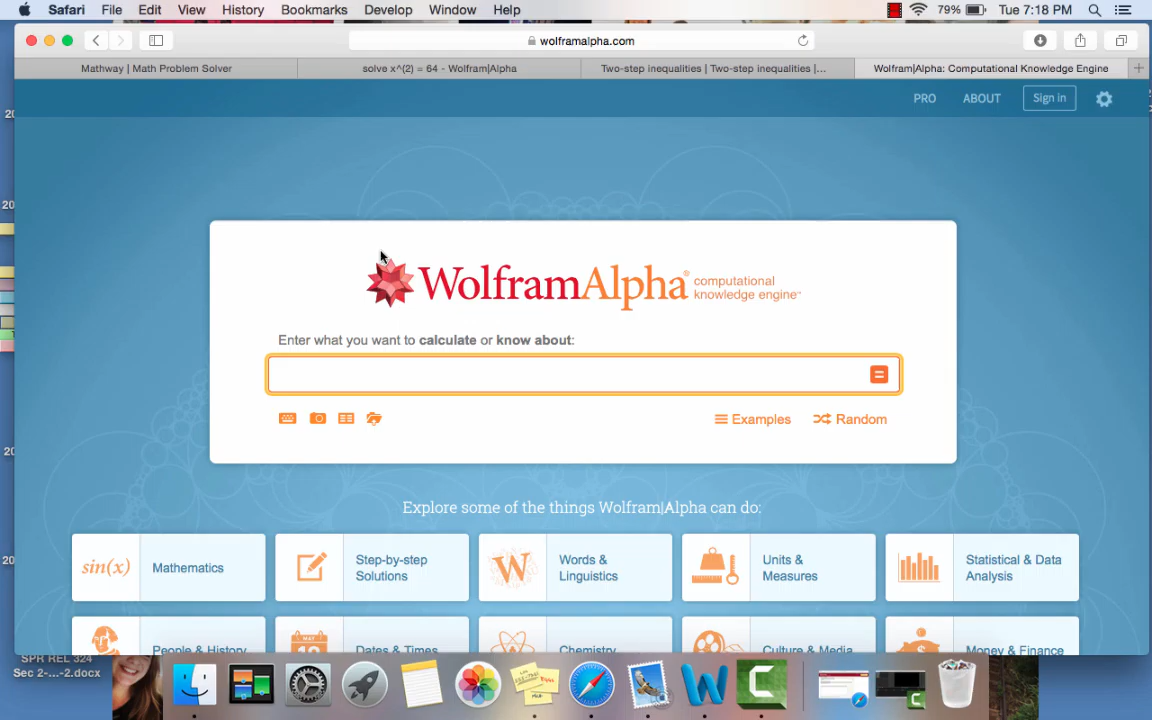 Safari File Edit View History Bookmarks Develop Window Help 79% Tue 7:18 PM
wolframalpha.com
Mathway | Math Problem Solver solve x^{2} = 64 - Wolfram|Alpha Two-step inequalities | Two-step inequalities |... Wolfram|Alpha: Computational Knowledge Engine
PRO ABOUT Sign in
WolframAlpha® computational knowledge engine™
Enter what you want to calculate or know about:
=
Examples Random
Explore some of the things Wolfram|Alpha can do:
sin(x) Mathematics
Step-by-step
Solutions
W Words &
Linguistics
Units &
Measures
Statistical & Data
Analysis
People & History
Dates & Times
Chemistry
Culture & Media
Money & Finance
SPR REL 324
Sec 2-...-2.docx